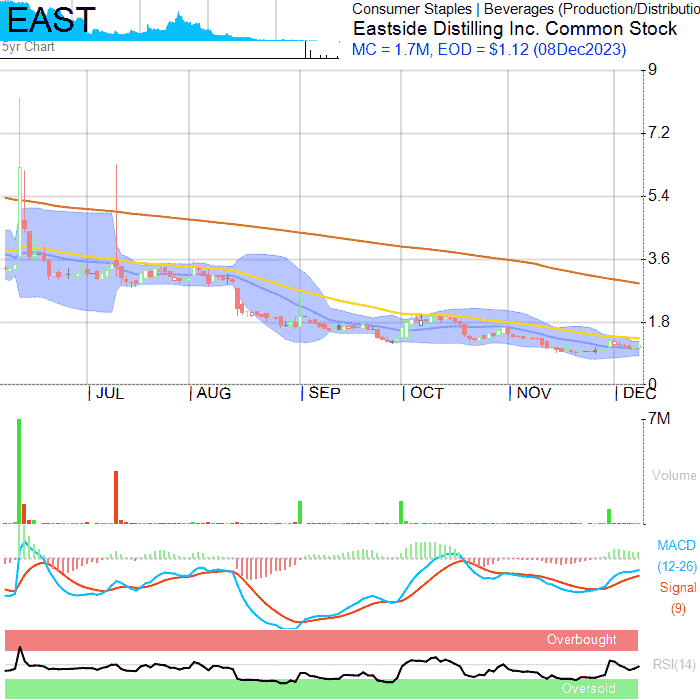 EAST
5yr Chart
Consumer Staples | Beverages (Production/Distributio
Eastside Distilling Inc. Common Stock
MC = 1.7M, EOD = $1.12 (08Dec2023)
9
7.2
5.4
3.6
1.8
0
| JUL | AUG | SEP | OCT | NOV | DEC
7M
Volume
MACD
(12-26)
Signal
(9)
Overbought
RSI(14)
Oversold